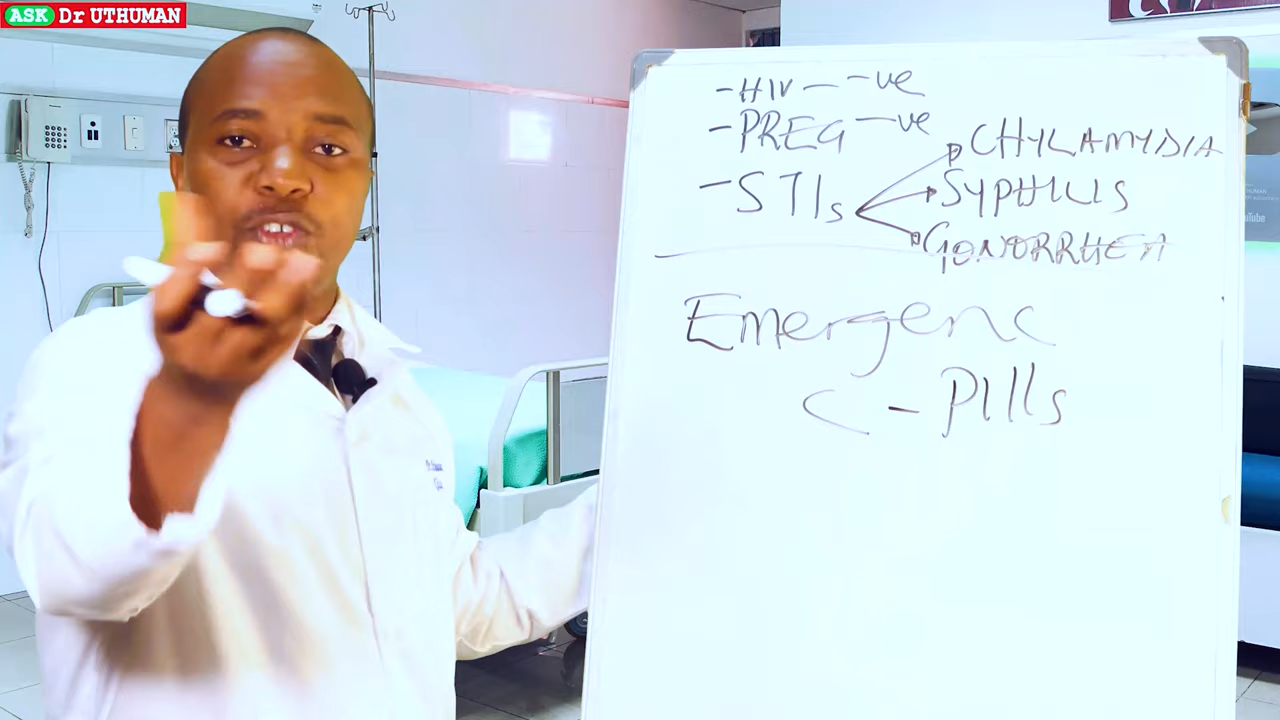 ASK Dr UTHUMAN
- HIV — -ve
- PREG — -ve
- STIs
CHYLAMYDIA
SYPHILIS
GONORRHEA
Emergenc
C - PIlls